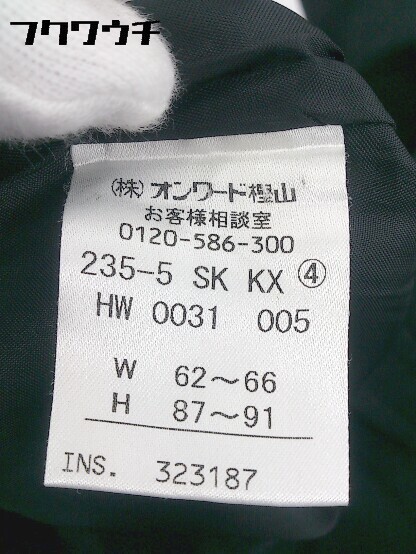 フクワウチ
(株) オンワード樫山
お客様相談室
0120-586-300
235-5 SK KX ④
HW 0031 005
W 62〜66
H 87〜91
INS. 323187